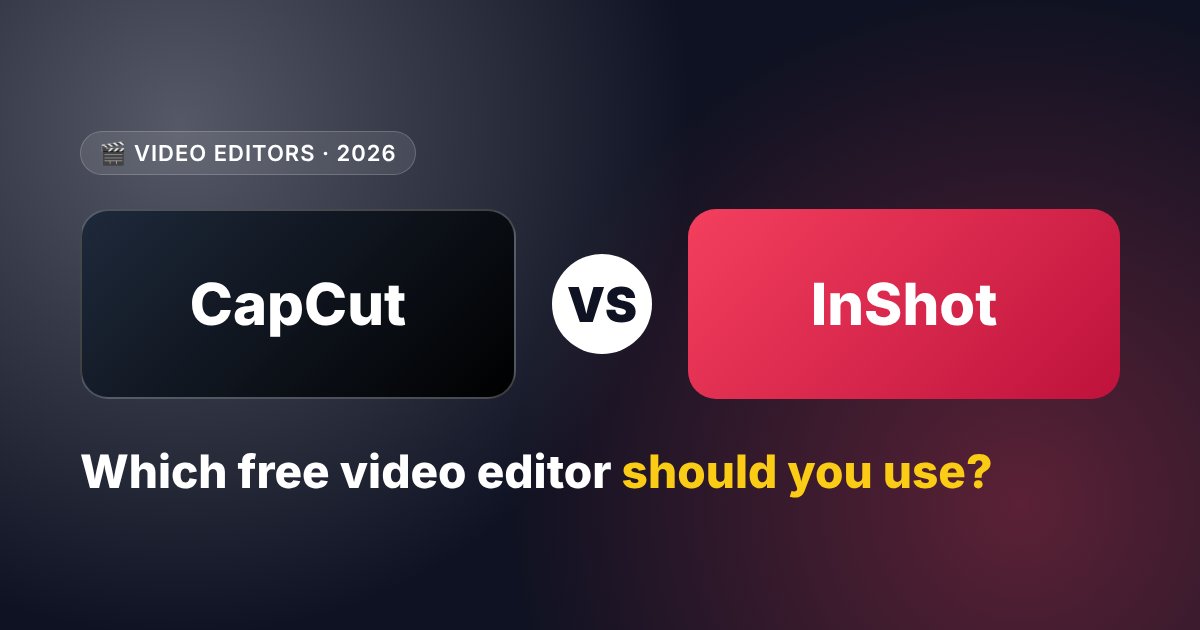 🎬 VIDEO EDITORS · 2026
CapCut
VS
InShot
Which free video editor should you use?